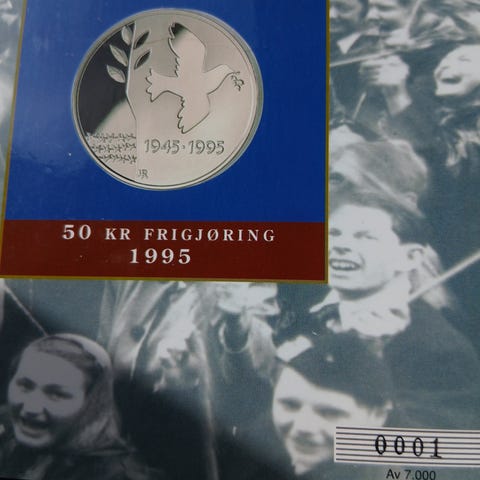 1945·1995
JR
50 KR FRIGJØRING
1995
0001
Av 7.000